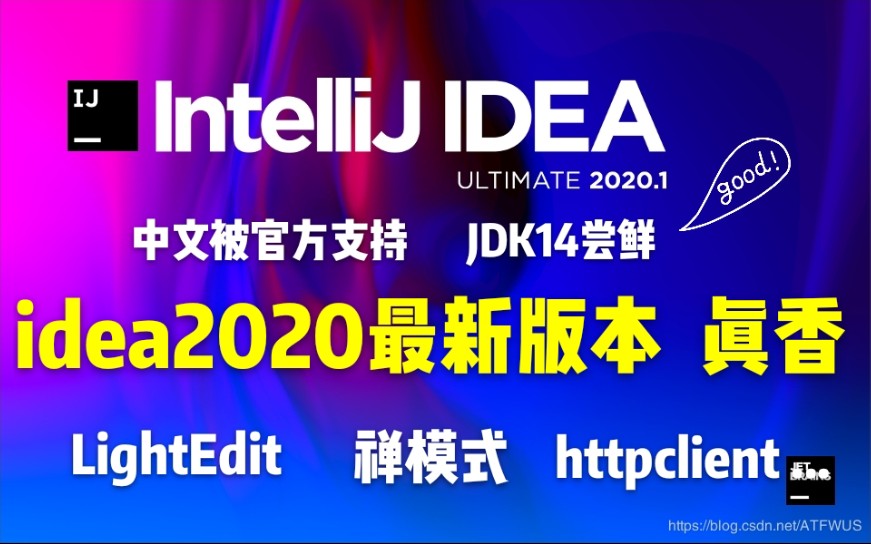 IJ
IntelliJ IDEA
ULTIMATE 2020.1
good!
中文被官方支持 JDK14尝鲜
idea2020最新版本 眞香
LightEdit 禅模式 httpclient
JET
BRAINS
https://blog.csdn.net/ATFWUS